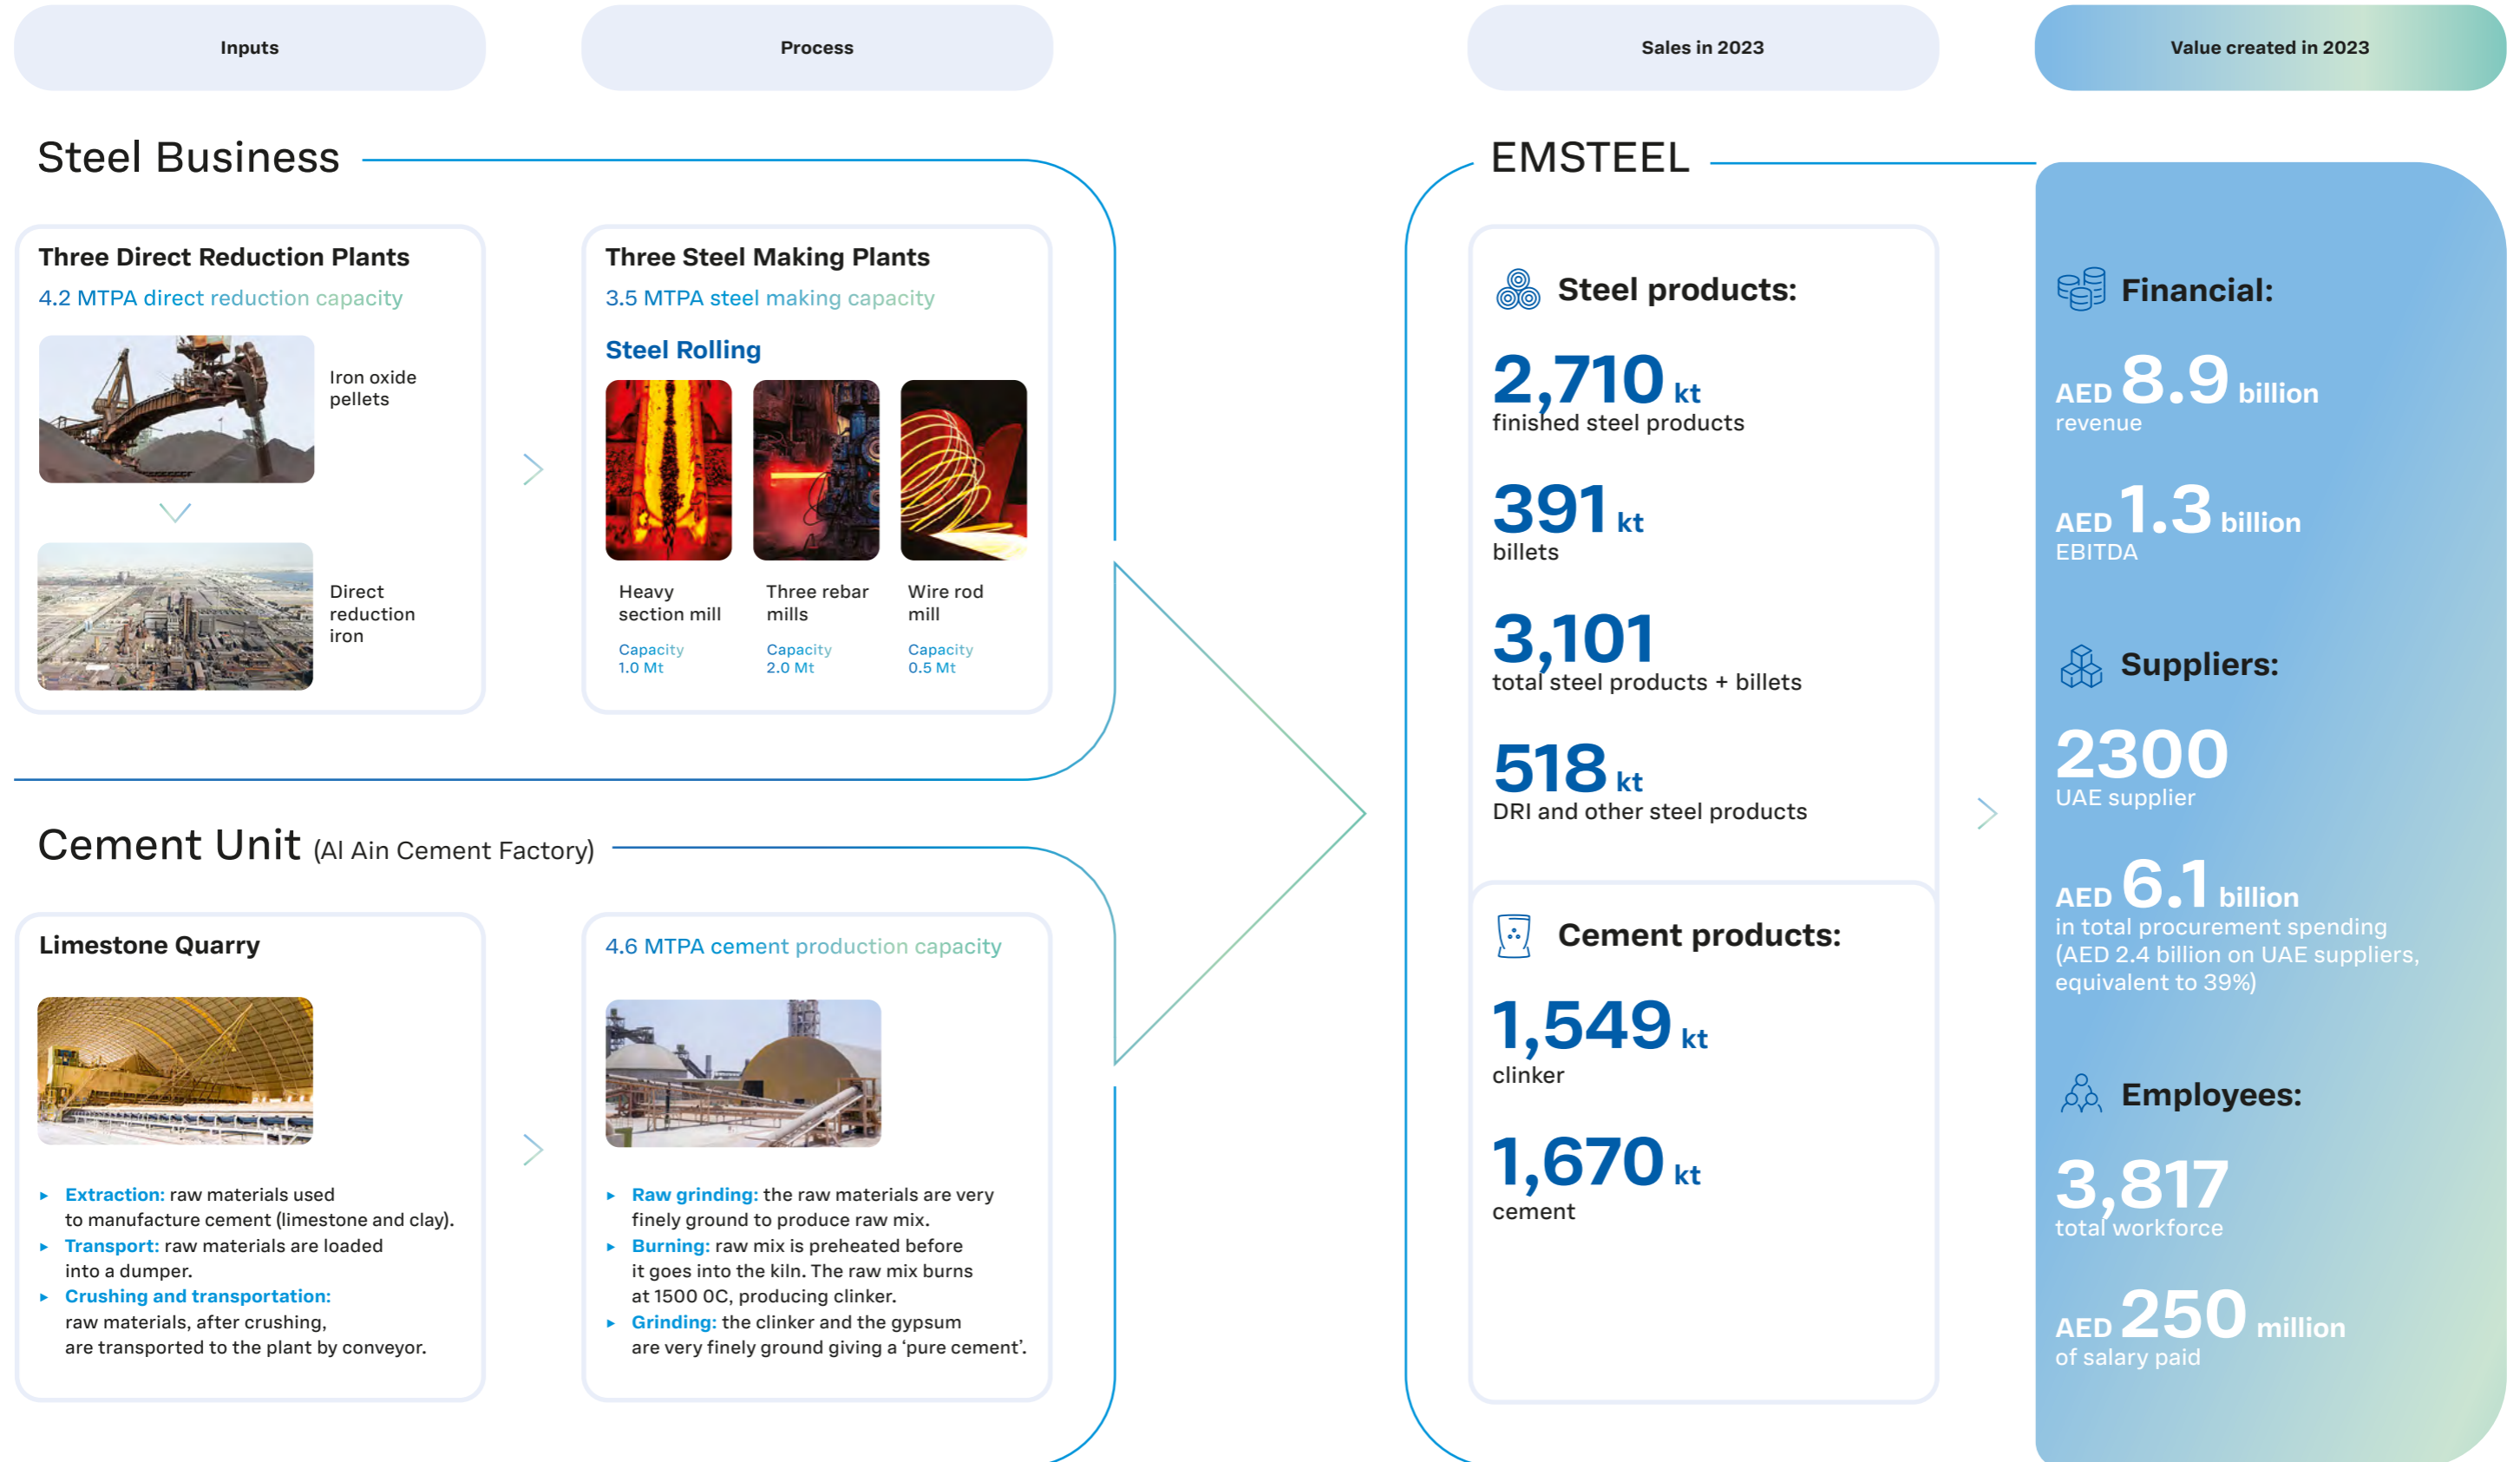 Inputs
Process
Sales in 2023
Value created in 2023
Steel Business
Three Direct Reduction Plants
4.2 MTPA direct reduction capacity
Iron oxide
pellets
Direct
reduction
iron
Three Steel Making Plants
3.5 MTPA steel making capacity
Steel Rolling
Heavy
section mill
Capacity
1.0 Mt
Three rebar
mills
Capacity
2.0 Mt
Wire rod
mill
Capacity
0.5 Mt
Cement Unit (Al Ain Cement Factory)
Limestone Quarry
▸ Extraction: raw materials used
to manufacture cement (limestone and clay).
▸ Transport: raw materials are loaded
into a dumper.
▸ Crushing and transportation:
raw materials, after crushing,
are transported to the plant by conveyor.
4.6 MTPA cement production capacity
▸ Raw grinding: the raw materials are very
finely ground to produce raw mix.
▸ Burning: raw mix is preheated before
it goes into the kiln. The raw mix burns
at 1500 0C, producing clinker.
▸ Grinding: the clinker and the gypsum
are very finely ground giving a ‘pure cement’.
EMSTEEL
Steel products:
2,710 kt
finished steel products
391 kt
billets
3,101
total steel products + billets
518 kt
DRI and other steel products
Cement products:
1,549 kt
clinker
1,670 kt
cement
Financial:
AED 8.9 billion
revenue
AED 1.3 billion
EBITDA
Suppliers:
2300
UAE supplier
AED 6.1 billion
in total procurement spending
(AED 2.4 billion on UAE suppliers,
equivalent to 39%)
Employees:
3,817
total workforce
AED 250 million
of salary paid